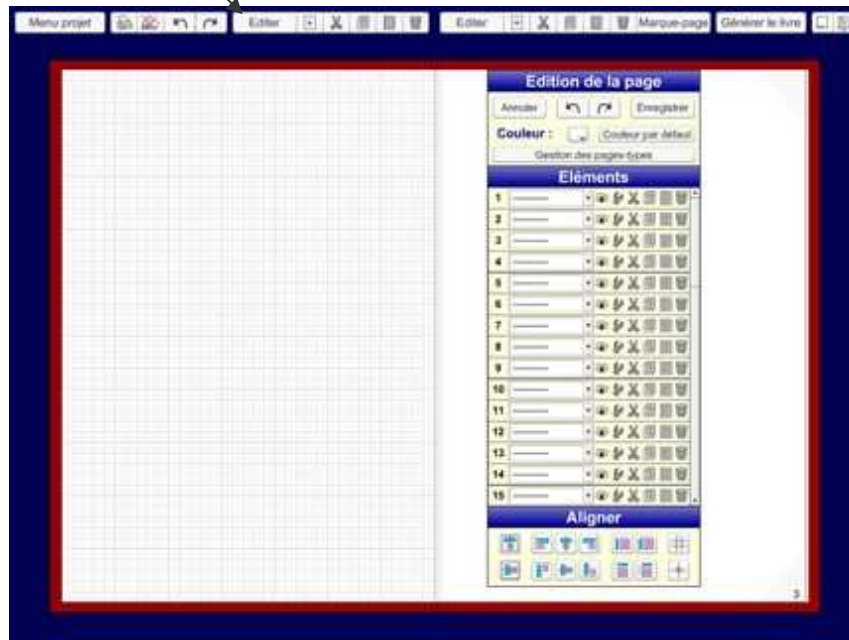 Menu projet Editer Editer Marque-page Générer le livre
Edition de la page
Annuler Enregistrer
Couleur : Couleur par défaut
Gestion des pages-types
Eléments
1
2
3
4
5
6
7
8
9
10
11
12
13
14
15
Aligner
3